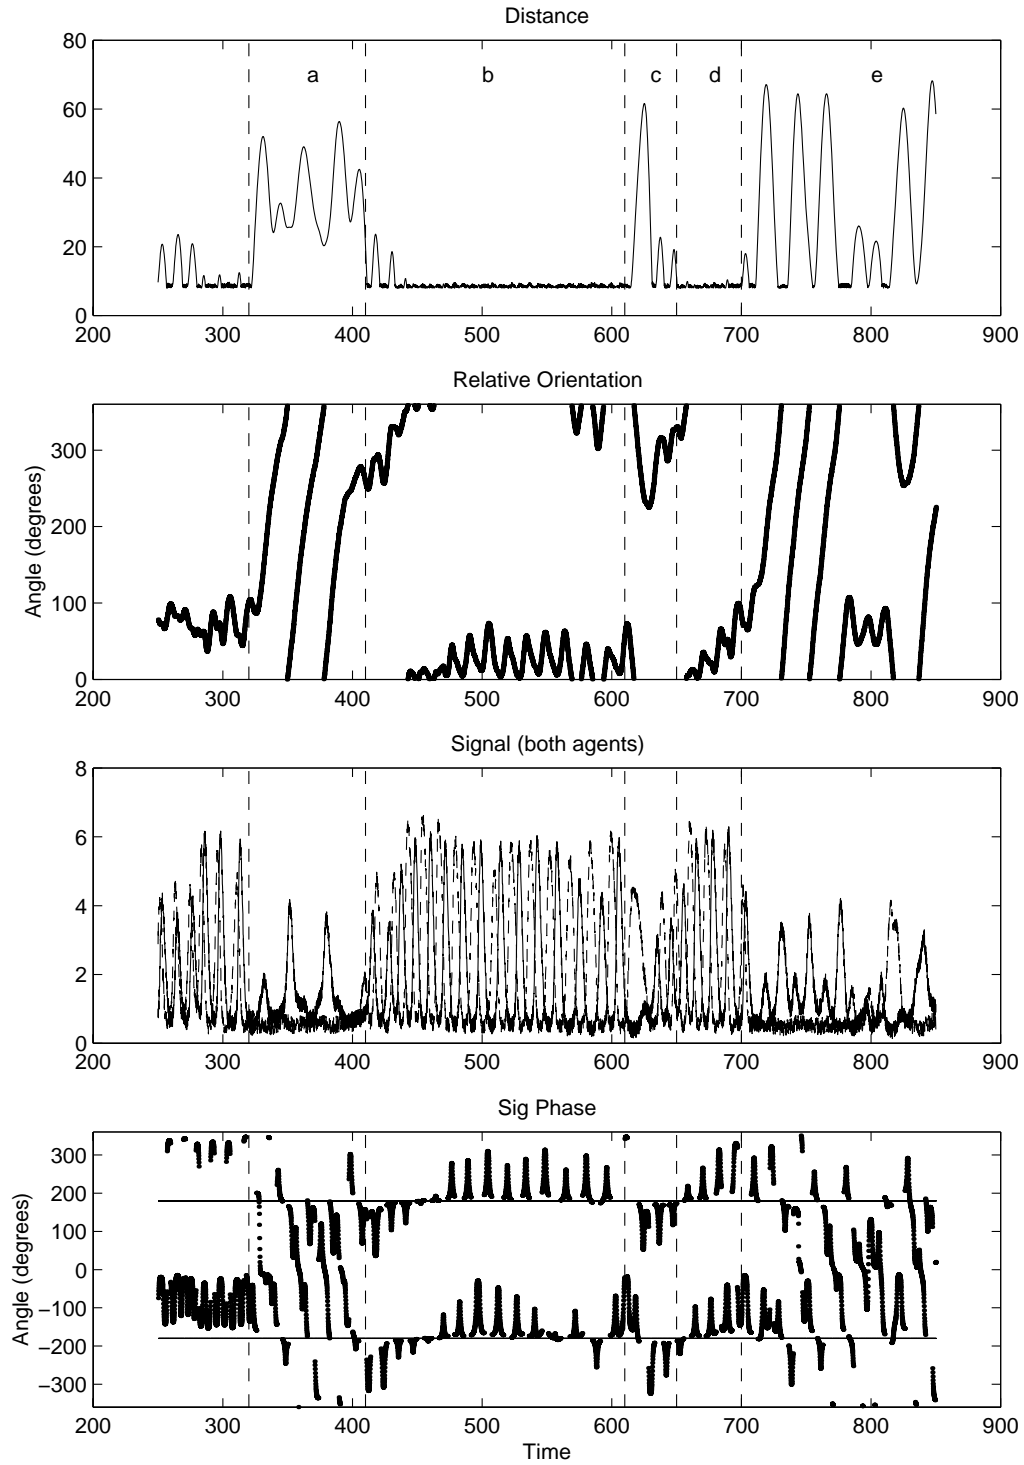 Distance
80
60
40
20
0
a
b
c
d
e
200 300 400 500 600 700 800 900
Relative Orientation
Angle (degrees)
300
200
100
0
200 300 400 500 600 700 800 900
Signal (both agents)
8
6
4
2
0
200 300 400 500 600 700 800 900
Sig Phase
Angle (degrees)
300
200
100
0
−100
−200
−300
200 300 400 500 600 700 800 900
Time